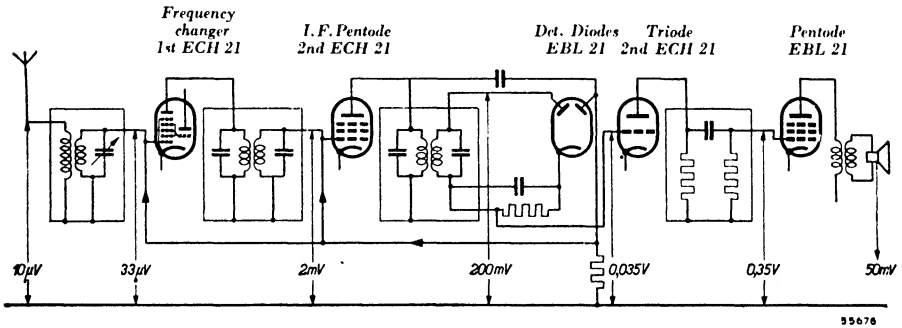 Frequency
changer
1st ECH 21
I.F. Pentode
2nd ECH 21
Det. Diodes
EBL 21
Triode
2nd ECH 21
Pentode
EBL 21
10μV
33μV
2mV
200mV
0,035V
0,35V
50mV
55676